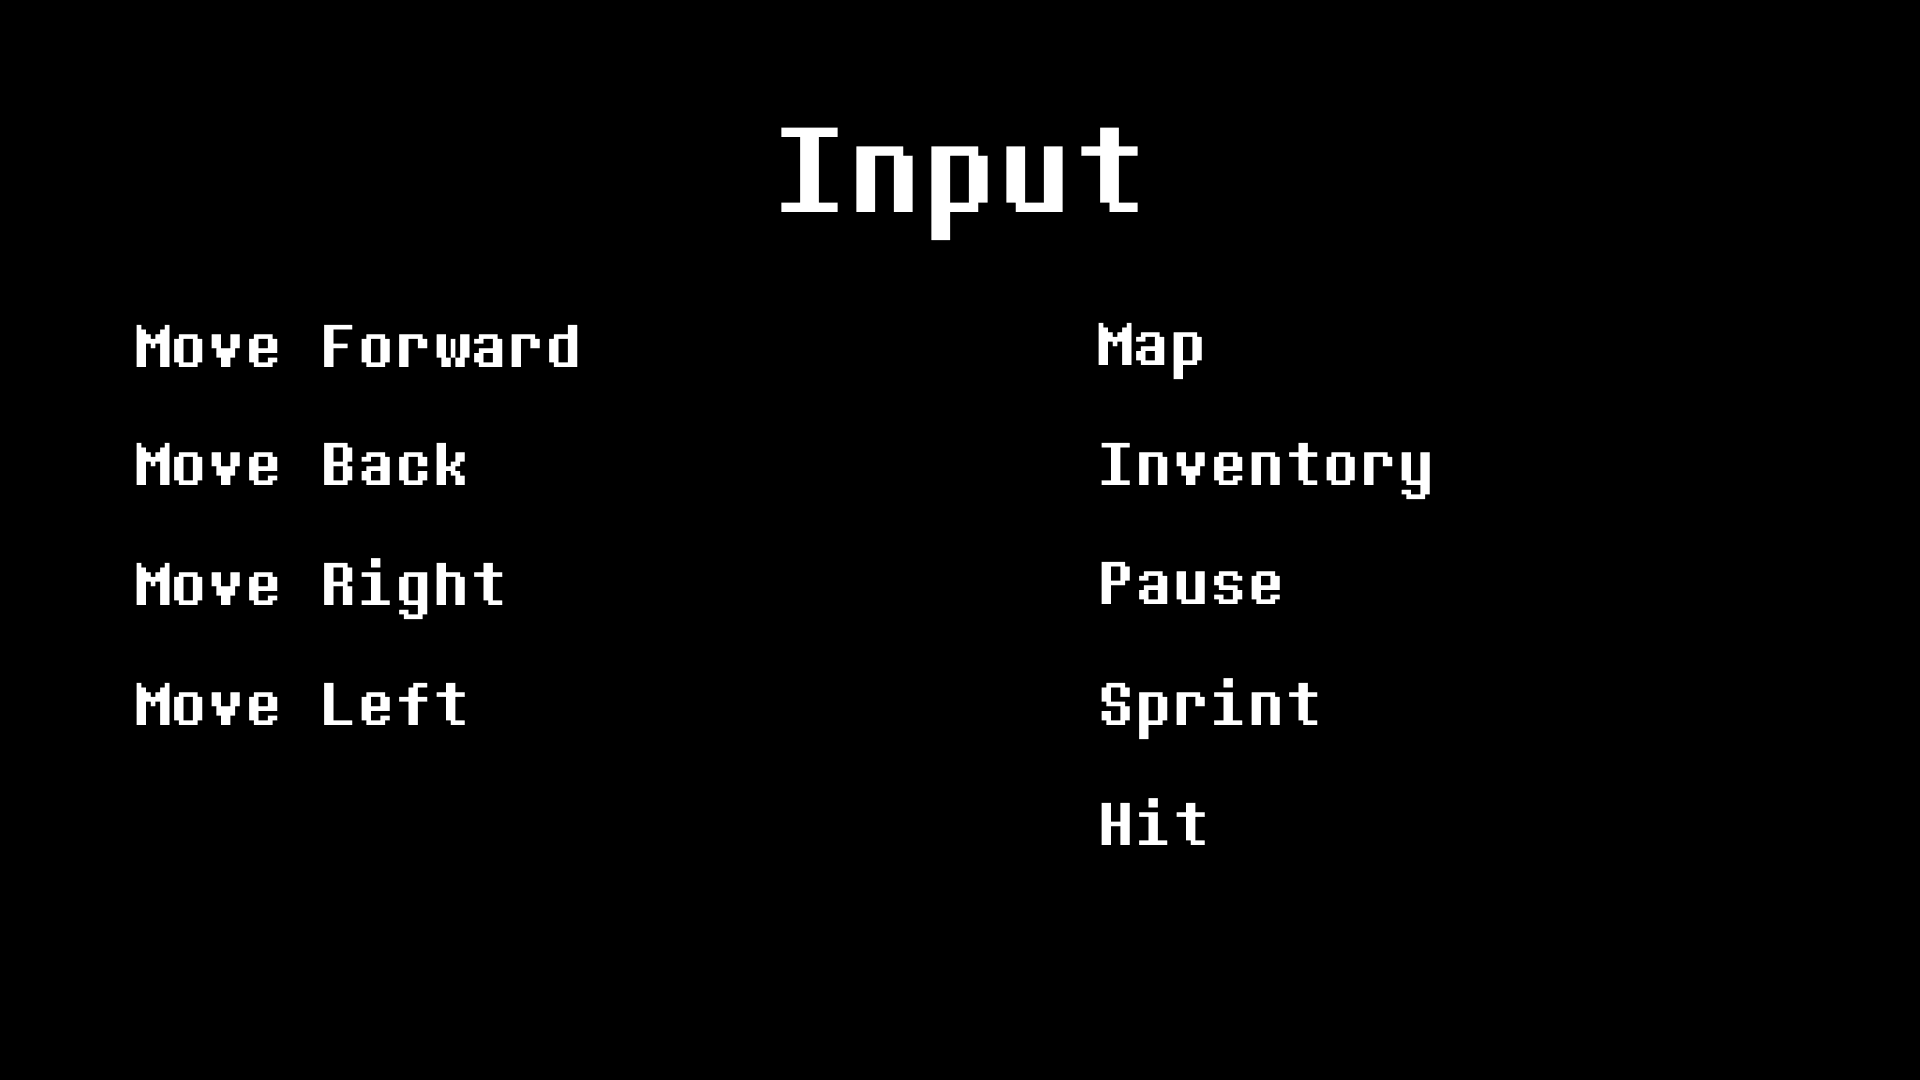 Input
Move Forward
Move Back
Move Right
Move Left
Map
Inventory
Pause
Sprint
Hit